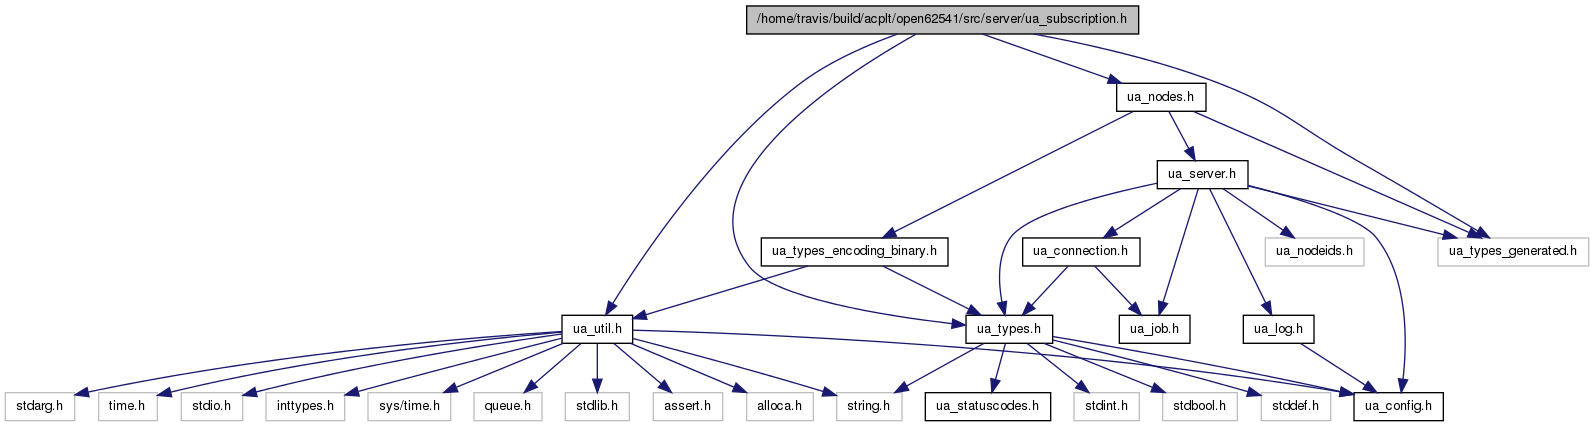 /home/travis/build/acplt/open62541/src/server/ua_subscription.h
ua_nodes.h
ua_server.h
ua_types_encoding_binary.h
ua_connection.h
ua_nodeids.h
ua_types_generated.h
ua_util.h
ua_types.h
ua_job.h
ua_log.h
stdarg.h
time.h
stdio.h
inttypes.h
sys/time.h
queue.h
stdlib.h
assert.h
alloca.h
string.h
ua_statuscodes.h
stdint.h
stdbool.h
stddef.h
ua_config.h